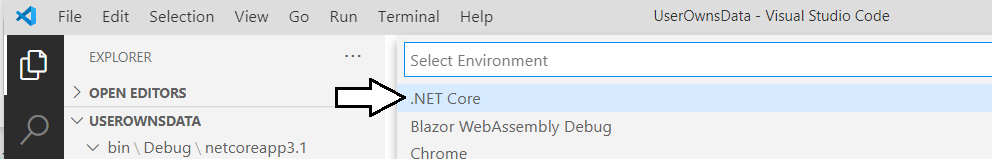 File Edit Selection View Go Run Terminal Help UserOwnsData - Visual Studio Code
EXPLORER ...
Select Environment
OPEN EDITORS
.NET Core
USEROWNSDATA
Blazor WebAssembly Debug
bin \ Debug \ netcoreapp3.1
Chrome